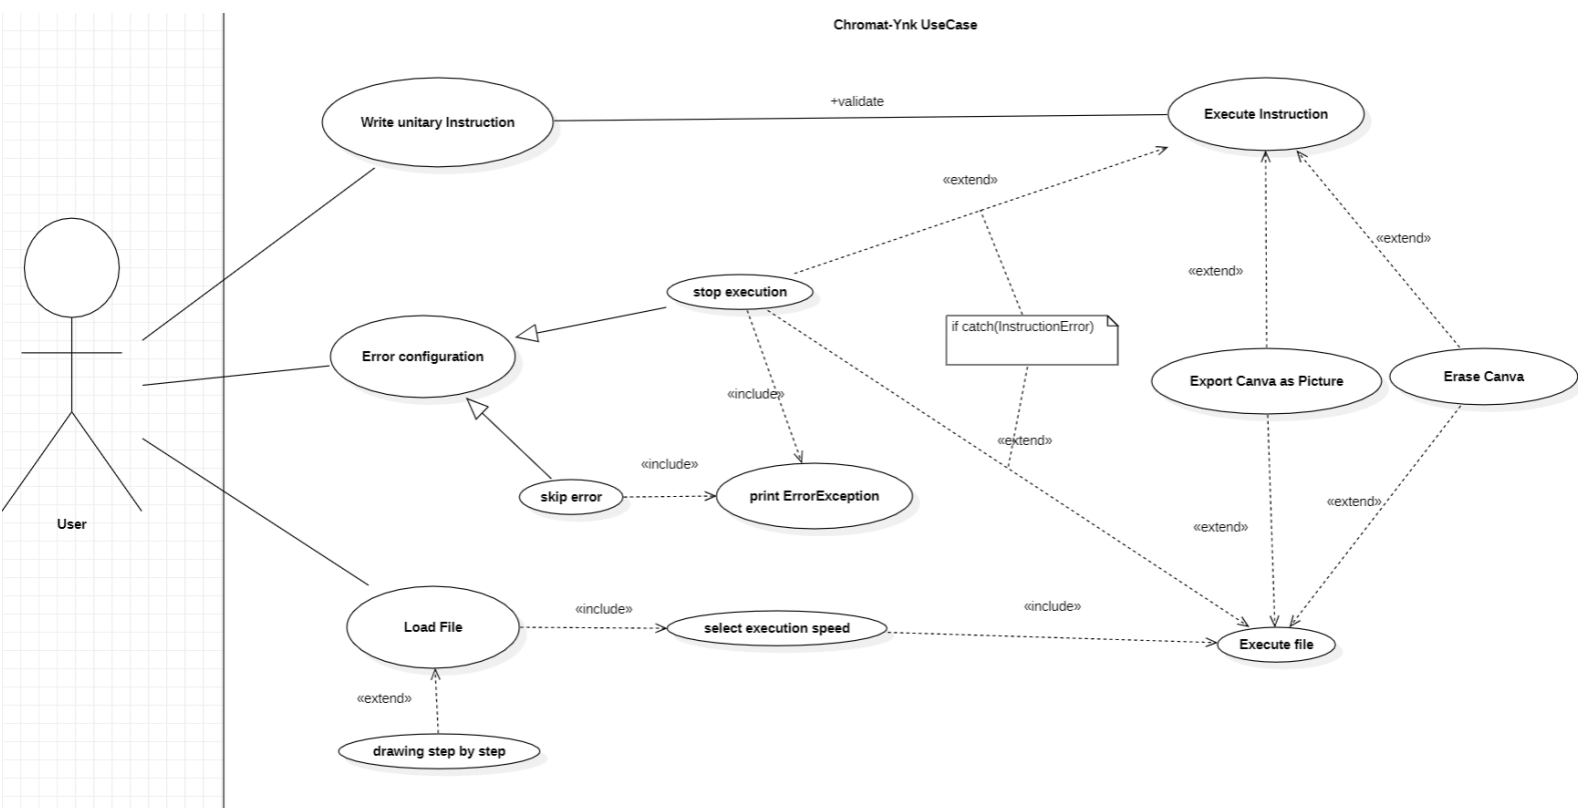 Chromat-Ynk UseCase
+validate
Write unitary Instruction
Execute Instruction
«extend»
«extend»
«extend»
stop execution
if catch(InstructionError)
Error configuration
Export Canva as Picture
Erase Canva
«include»
«extend»
«include»
skip error
print ErrorException
«extend»
«extend»
User
«include»
«include»
Load File
select execution speed
Execute file
«extend»
drawing step by step